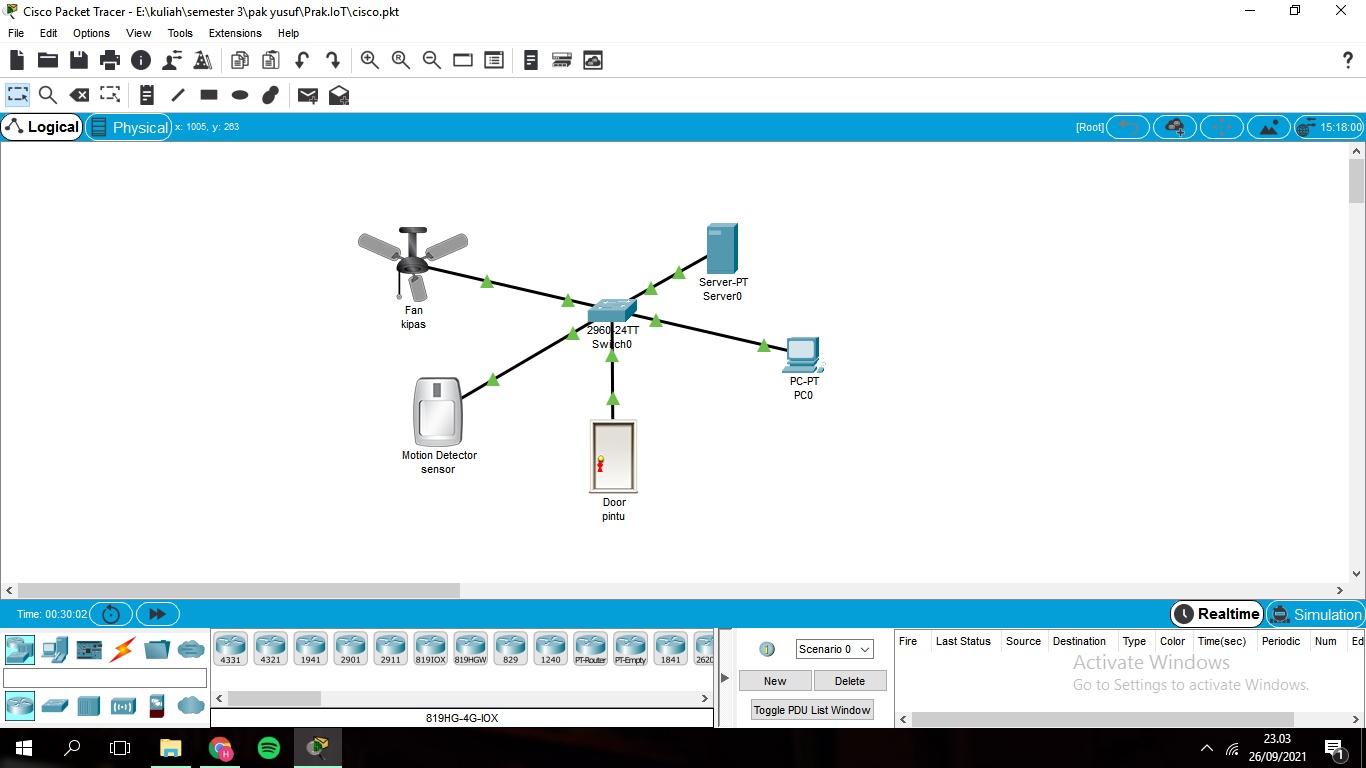 Cisco Packet Tracer - E:\kuliah\semester 3\pak yusuf\Prak.IoT\cisco.pkt
File Edit Options View Tools Extensions Help
?
Logical Physical x: 1005, y: 263 [Root] 15:18:00
Fan
kipas
Server-PT
Server0
2960-24TT
Switch0
PC-PT
PC0
Motion Detector
sensor
Door
pintu
Time: 00:30:02 Realtime Simulation
4331 4321 1941 2901 2911 819IOX 819HGW 829 1240 PT-Router PT-Empty 1841 2620
819HG-4G-IOX
Scenario 0
New Delete
Toggle PDU List Window
Fire Last Status Source Destination Type Color Time(sec) Periodic Num Ed
Activate Windows
Go to Settings to activate Windows.
23.03
26/09/2021
1